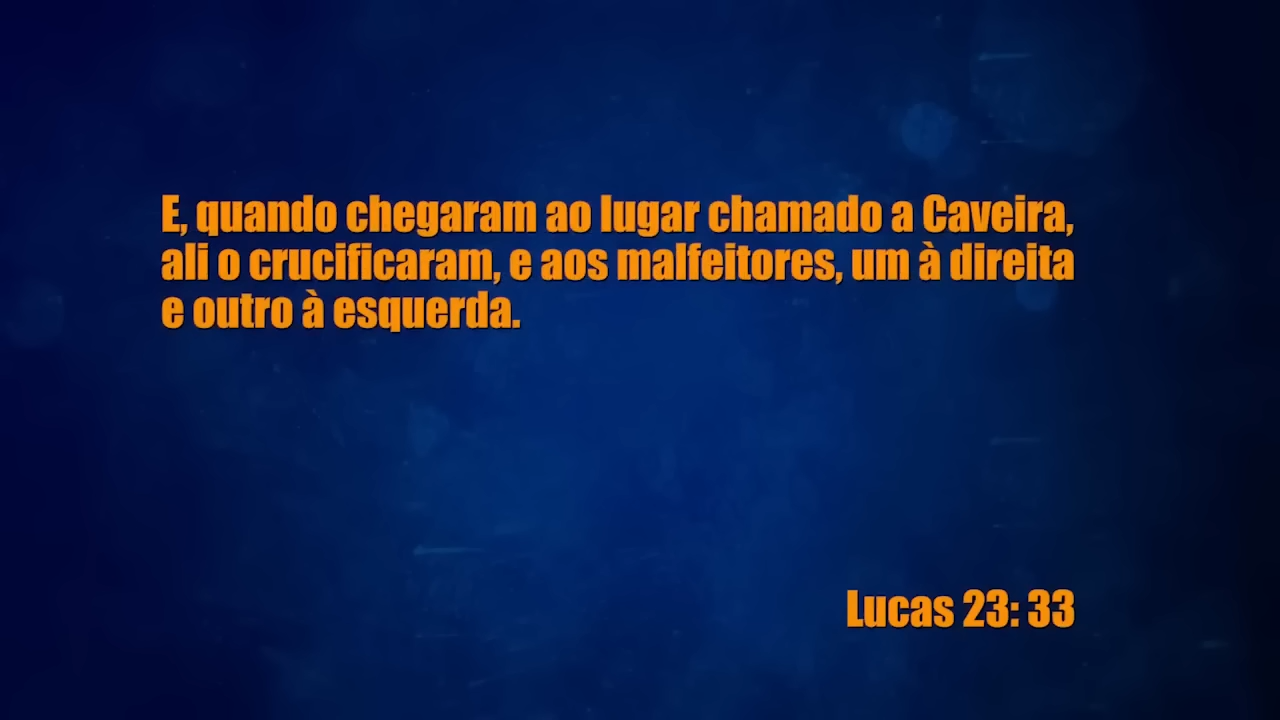 E, quando chegaram ao lugar chamado a Caveira,
ali o crucificaram, e aos malfeitores, um à direita
e outro à esquerda.
Lucas 23: 33